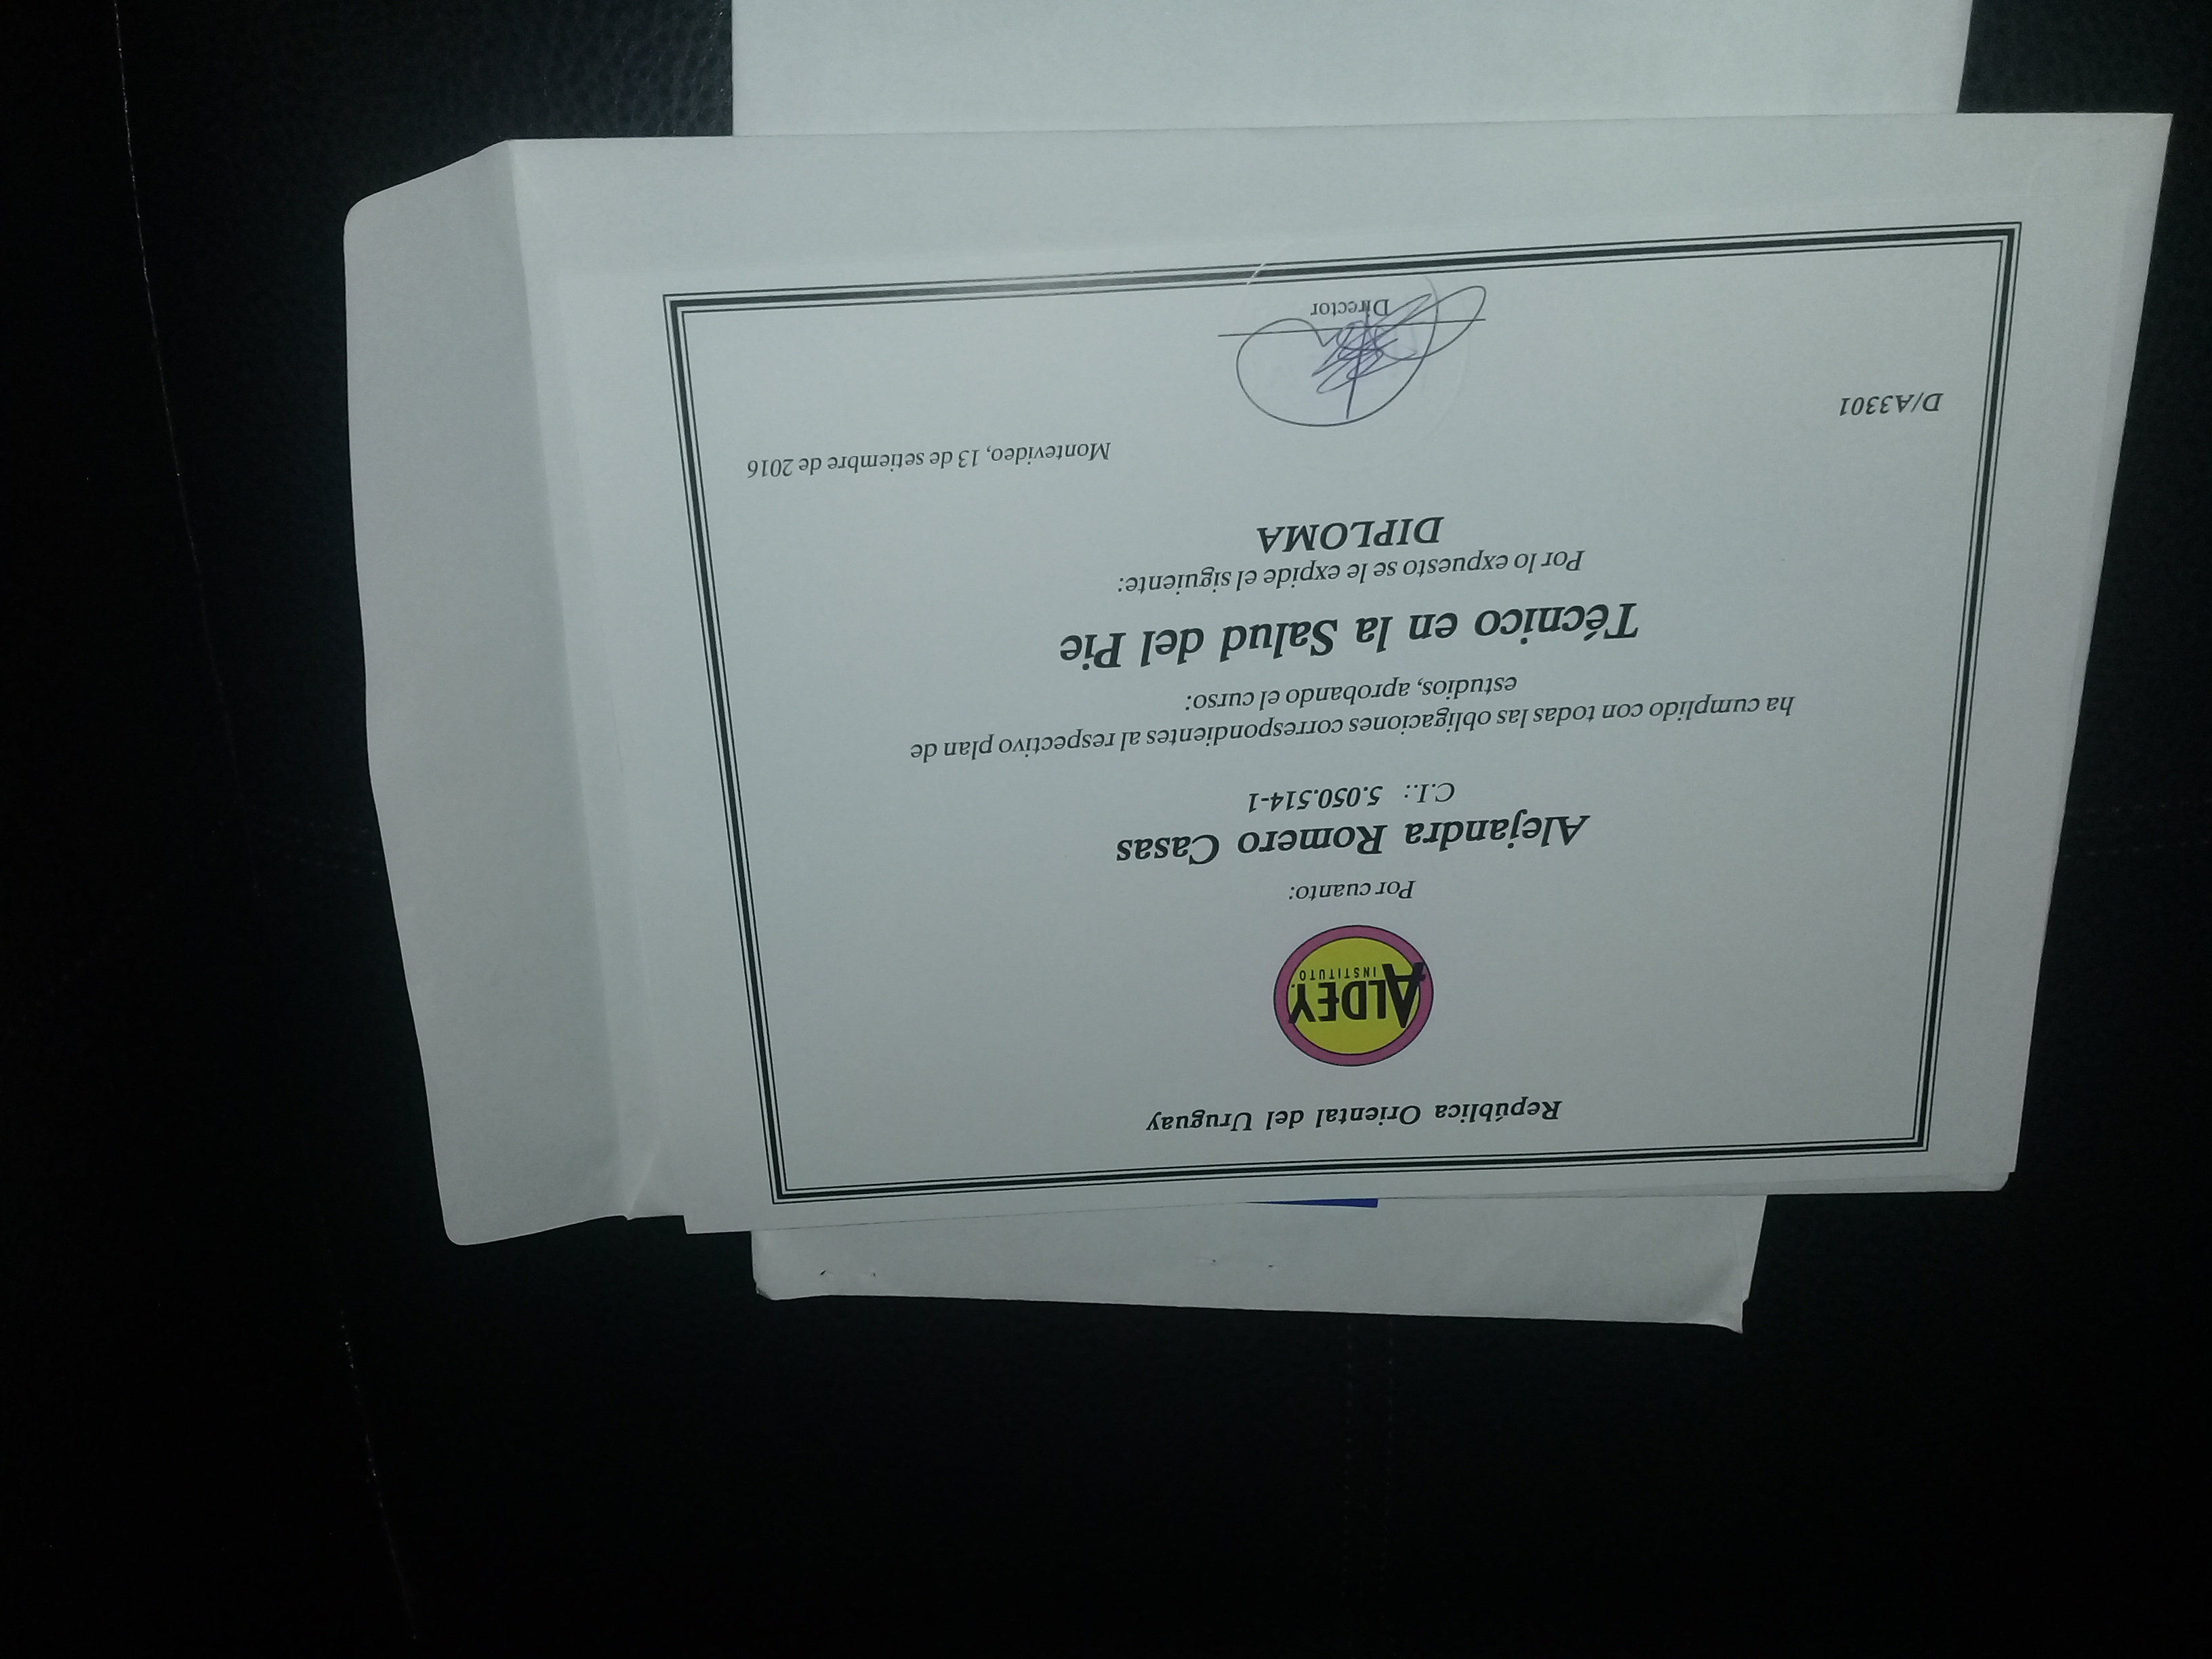 República Oriental del Uruguay
ALDEY
INSTITUTO
Por cuanto:
Alejandra Romero Casas
C.I.: 5.050.514-1
ha cumplido con todas las obligaciones correspondientes al respectivo plan de
estudios, aprobando el curso:
Técnico en la Salud del Pie
Por lo expuesto se le expide el siguiente:
DIPLOMA
Montevideo, 13 de setiembre de 2016
D/A3301
Director